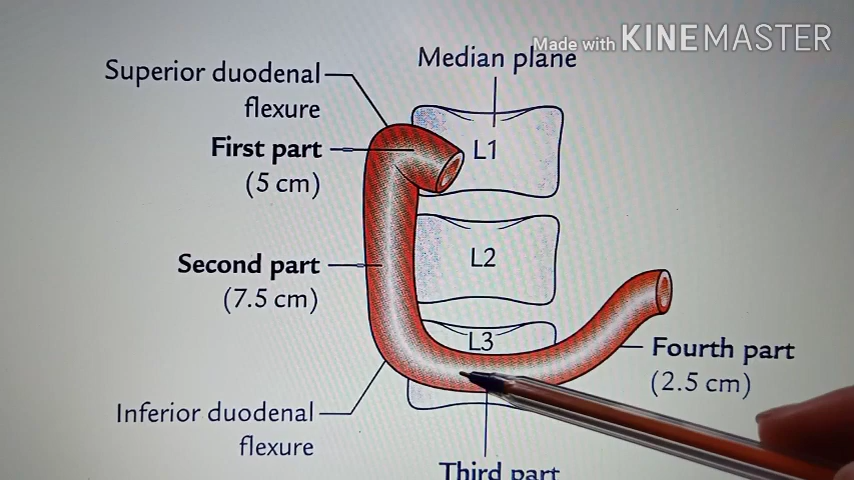 Made with KINEMASTER
Median plane
Superior duodenal
flexure
First part
(5 cm)
L1
Second part
(7.5 cm)
L2
L3
Fourth part
(2.5 cm)
Inferior duodenal
flexure
Third part